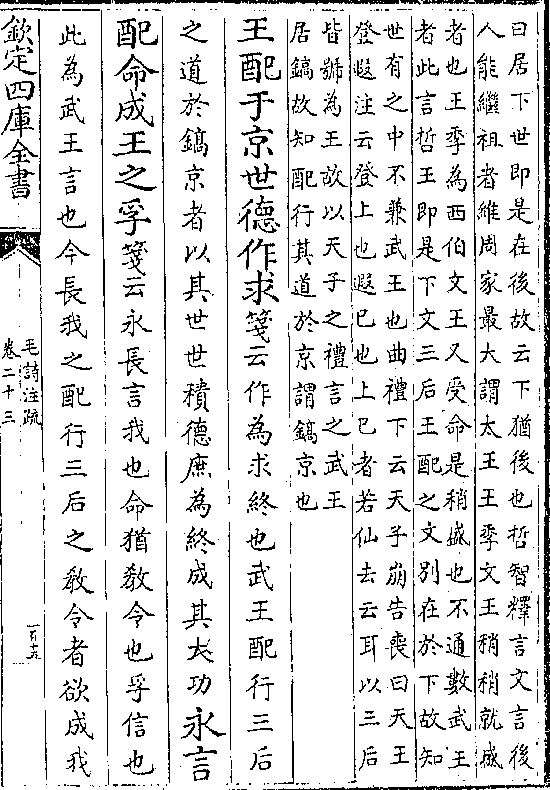 曰居下世即是在後故云下猶後也哲智釋言文言後
人能繼祖者維周家最大謂大王王季文王稍稍就盛
者也王季為西伯文王又受命是稍盛也不通數武王
者此言哲王即是下文三后王配之文別在於下故知
世有之中不兼武王也曲禮下云天子崩告喪曰天王
登遐注云登上也遐已也上已者若仙去云耳以三后
皆號為王故以天子之禮言之武王
居鎬故知配行其道於京謂鎬京也
王配于京世德作求箋云作為求終也武王配行三后
之道於鎬京者以其世世積德庶為終成其大功永言
配命成王之孚箋云永長言我也命猶教令也孚信也
此為武王言也今長我之配行三后之教令者欲成我
欽定四庫全書
毛詩注疏
卷二十三
一百十五